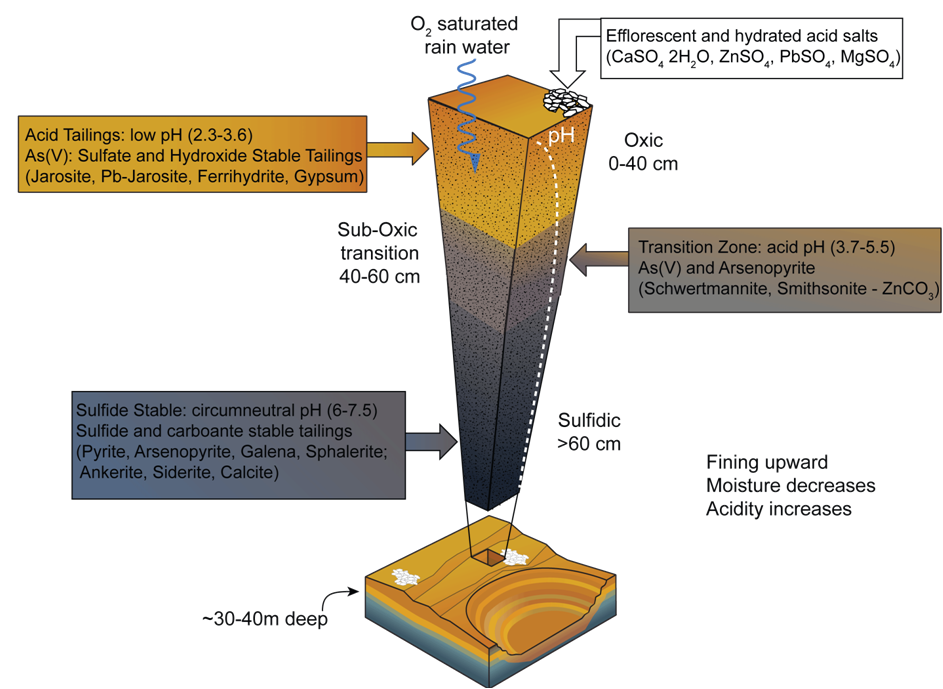 O₂ saturated
rain water
Efflorescent and hydrated acid salts
(CaSO₄ 2H₂O, ZnSO₄, PbSO₄, MgSO₄)
Acid Tailings: low pH (2.3-3.6)
As(V): Sulfate and Hydroxide Stable Tailings
(Jarosite, Pb-Jarosite, Ferrihydrite, Gypsum)
pH
Oxic
0-40 cm
Sub-Oxic
transition
40-60 cm
Transition Zone: acid pH (3.7-5.5)
As(V) and Arsenopyrite
(Schwertmannite, Smithsonite - ZnCO₃)
Sulfide Stable: circumneutral pH (6-7.5)
Sulfide and carboante stable tailings
(Pyrite, Arsenopyrite, Galena, Sphalerite;
Ankerite, Siderite, Calcite)
Sulfidic
>60 cm
Fining upward
Moisture decreases
Acidity increases
~30-40m deep